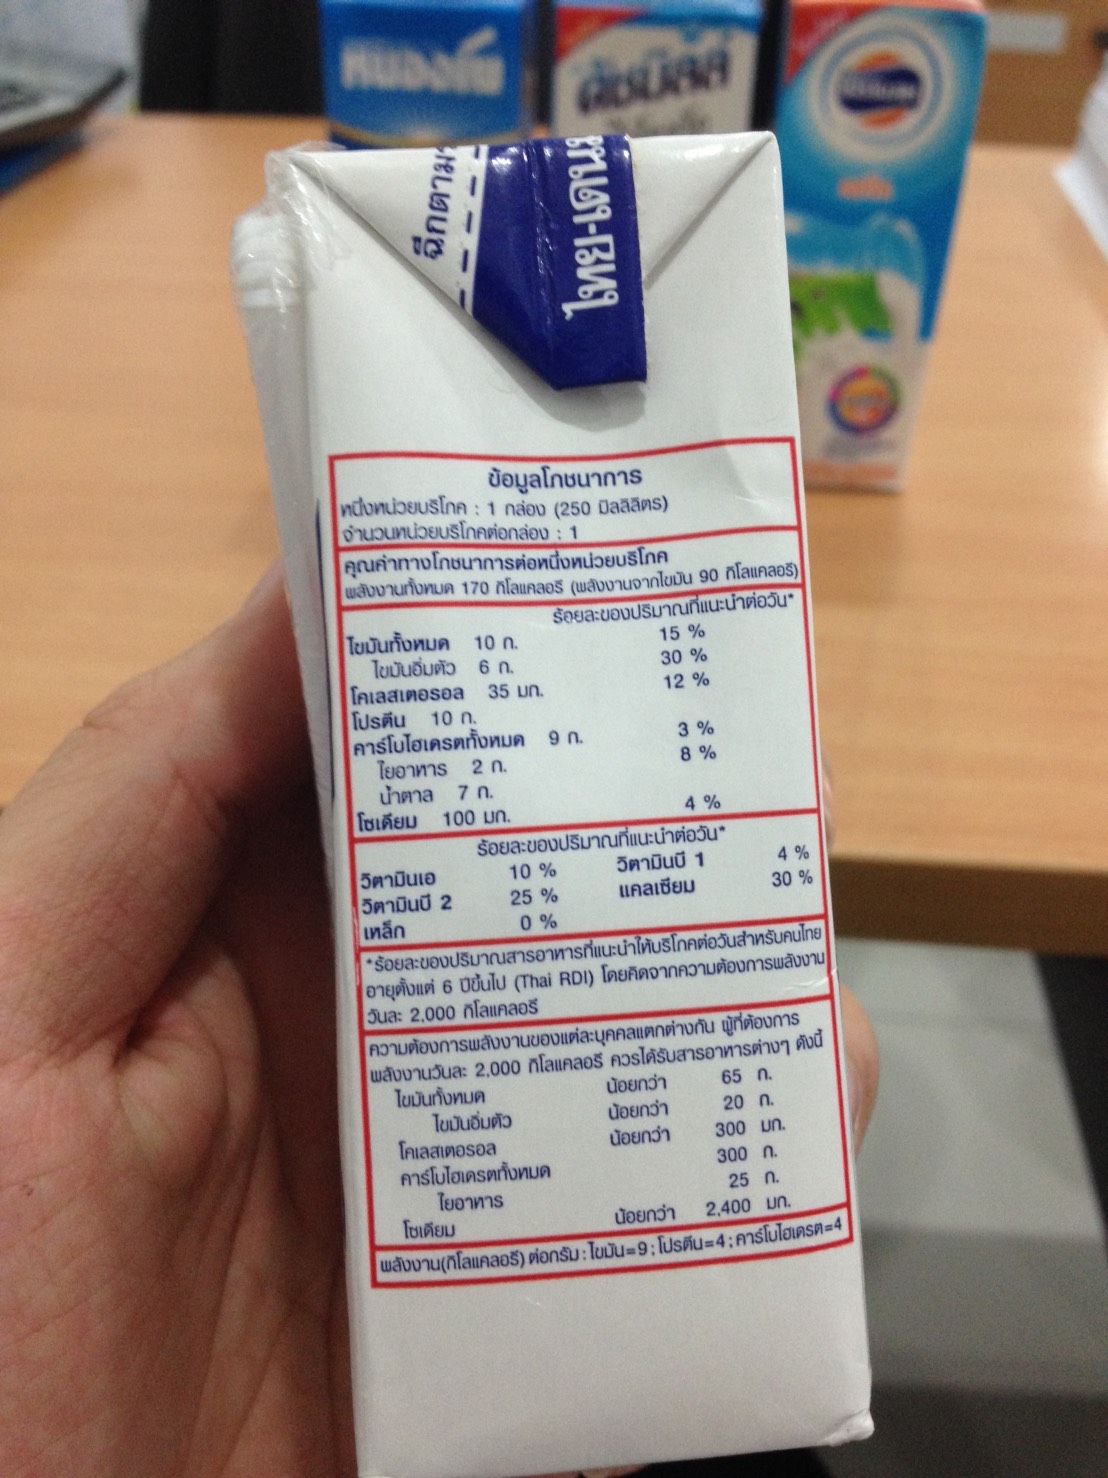 หนองโพ
ดัชมิลล์
ฉีกตาม
ไทย-เดนม
ข้อมูลโภชนาการ
หนึ่งหน่วยบริโภค : 1 กล่อง (250 มิลลิลิตร)
จำนวนหน่วยบริโภคต่อกล่อง : 1
คุณค่าทางโภชนาการต่อหนึ่งหน่วยบริโภค
พลังงานทั้งหมด 170 กิโลแคลอรี (พลังงานจากไขมัน 90 กิโลแคลอรี)
ร้อยละของปริมาณที่แนะนำต่อวัน*
ไขมันทั้งหมด 10 ก. 15 %
ไขมันอิ่มตัว 6 ก. 30 %
โคเลสเตอรอล 35 มก. 12 %
โปรตีน 10 ก.
คาร์โบไฮเดรตทั้งหมด 9 ก. 3 %
ใยอาหาร 2 ก. 8 %
น้ำตาล 7 ก.
โซเดียม 100 มก. 4 %
ร้อยละของปริมาณที่แนะนำต่อวัน*
วิตามินเอ 10 % วิตามินบี 1 4 %
วิตามินบี 2 25 % แคลเซียม 30 %
เหล็ก 0 %
*ร้อยละของปริมาณสารอาหารที่แนะนำให้บริโภคต่อวันสำหรับคนไทย
อายุตั้งแต่ 6 ปีขึ้นไป (Thai RDI) โดยคิดจากความต้องการพลังงาน
วันละ 2,000 กิโลแคลอรี
ความต้องการพลังงานของแต่ละบุคคลแตกต่างกัน ผู้ที่ต้องการ
พลังงานวันละ 2,000 กิโลแคลอรี ควรได้รับสารอาหารต่างๆ ดังนี้
ไขมันทั้งหมด น้อยกว่า 65 ก.
ไขมันอิ่มตัว น้อยกว่า 20 ก.
โคเลสเตอรอล น้อยกว่า 300 มก.
คาร์โบไฮเดรตทั้งหมด 300 ก.
ใยอาหาร 25 ก.
โซเดียม น้อยกว่า 2,400 มก.
พลังงาน(กิโลแคลอรี) ต่อกรัม : ไขมัน=9 ; โปรตีน=4 ; คาร์โบไฮเดรต=4